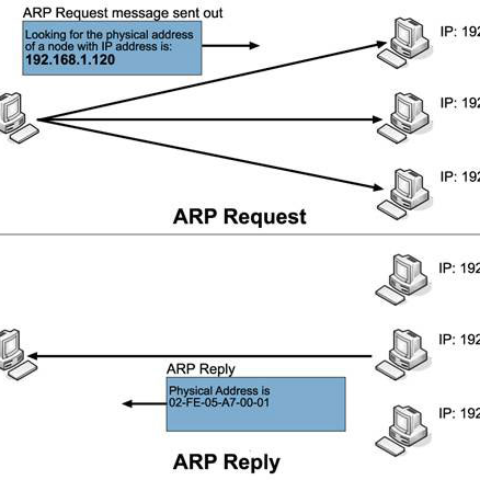 ARP Request message sent out
Looking for the physical address
of a node with IP address is:
192.168.1.120
IP: 192
IP: 192
IP: 192
ARP Request
IP: 192
IP: 192
ARP Reply
Physical Address is
02-FE-05-A7-00-01
IP: 192
ARP Reply